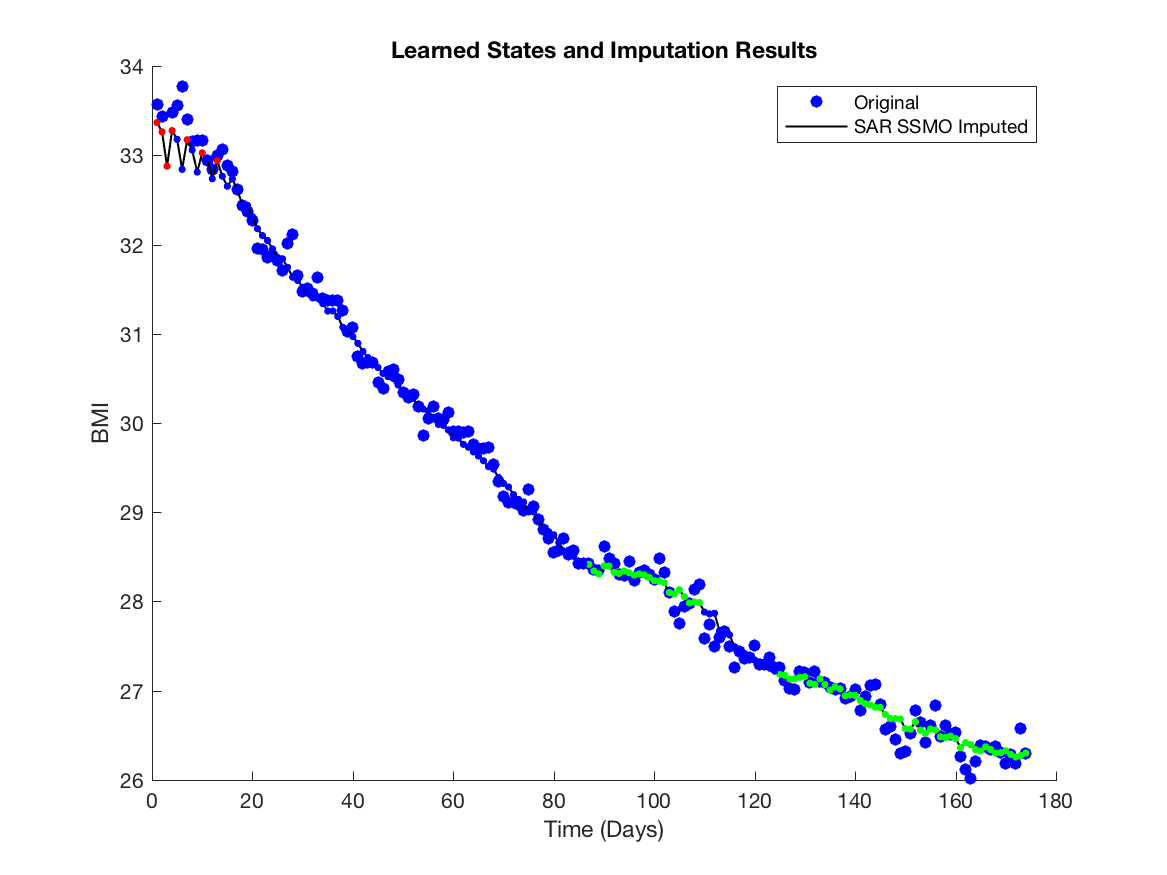 Learned States and Imputation Results
Original
SAR SSMO Imputed
34
33
32
31
30
29
28
27
26
BMI
0 20 40 60 80 100 120 140 160 180
Time (Days)